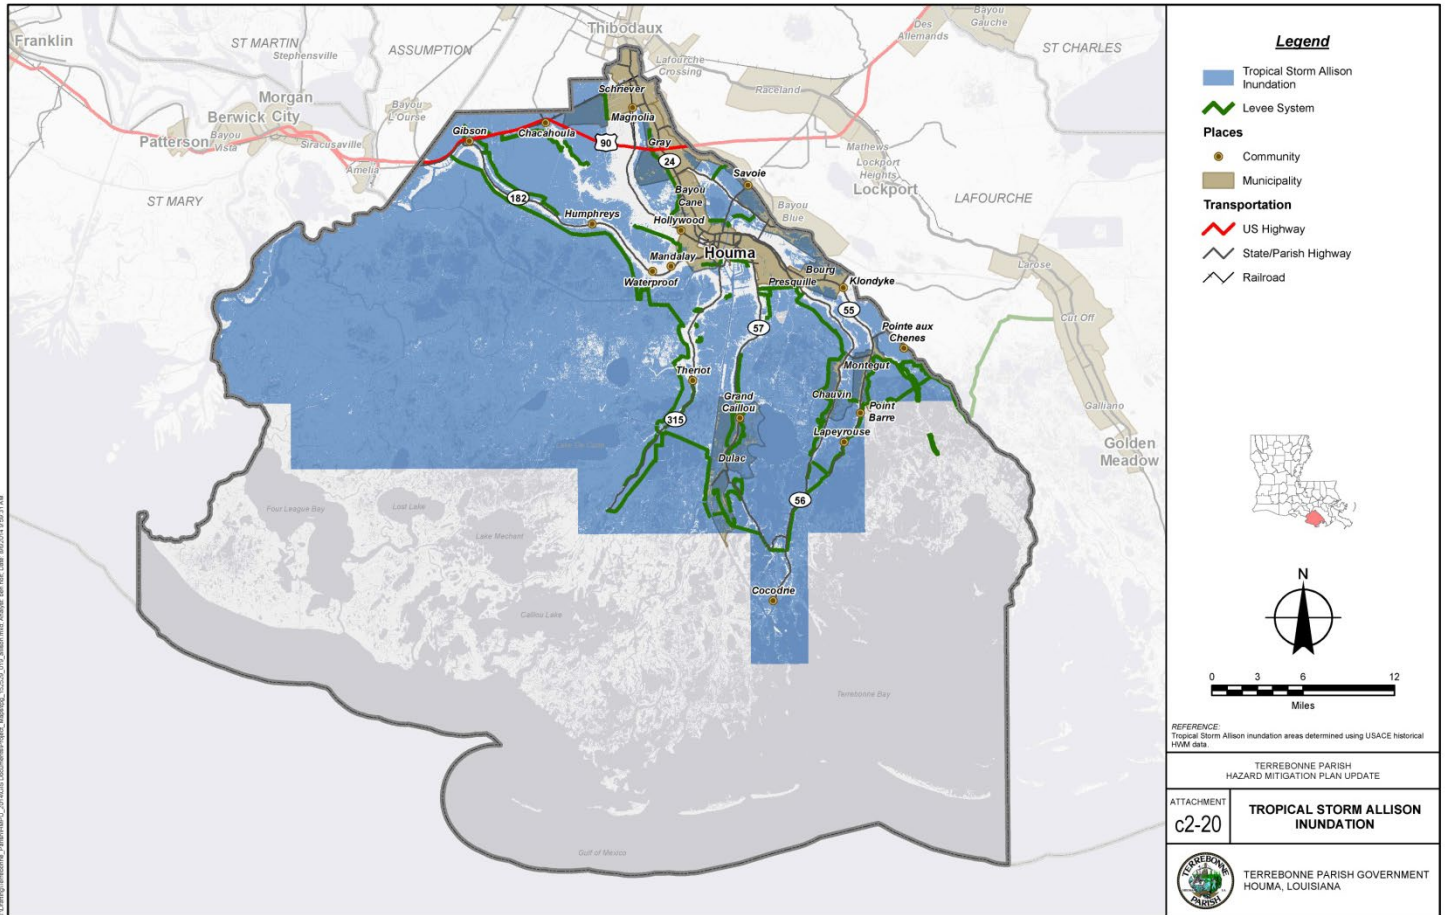 Franklin
ST MARTIN
Stephensville
ASSUMPTION
Thibodaux
Lafourche
Crossing
Des
Allemands
Bayou
Gauche
ST CHARLES
Raceland
Morgan
City
Berwick
Patterson
Bayou
Vista
Siracusaville
Amelia
Bayou
L'Ourse
ST MARY
Schriever
Magnolia
Chacahoula
Gibson
90
Gray
24
182
Humphreys
Bayou
Cane
Savoie
Hollywood
Mandalay
Waterproof
Houma
Bayou
Blue
Mathews
Lockport
Heights
Lockport
LAFOURCHE
Bourg
Presquille
Klondyke
55
57
Pointe aux
Chenes
Larose
Cut Off
Galliano
Golden
Meadow
Montegut
Theriot
Grand
Caillou
Chauvin
Point
Barre
Lapeyrouse
315
Dulac
56
Cocodrie
Four League Bay
Lost Lake
Lake Mechant
Caillou Lake
Terrebonne Bay
Gulf of Mexico
Legend
Tropical Storm Allison
Inundation
Levee System
Places
Community
Municipality
Transportation
US Highway
State/Parish Highway
Railroad
N
0 3 6 12
Miles
REFERENCE:
Tropical Storm Allison inundation areas determined using USACE historical
HWM data.
TERREBONNE PARISH
HAZARD MITIGATION PLAN UPDATE
ATTACHMENT
c2-20
TROPICAL STORM ALLISON
INUNDATION
TERREBONNE
PARISH
TERREBONNE PARISH GOVERNMENT
HOUMA, LOUISIANA